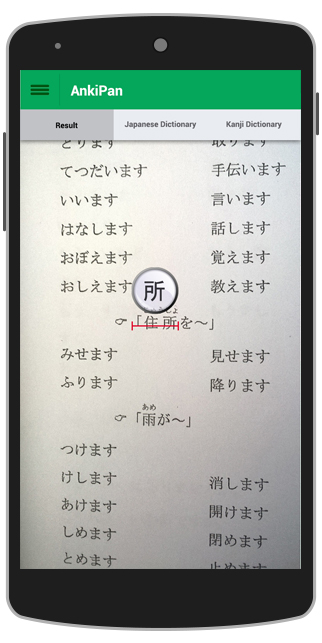 AnkiPan
Result Japanese Dictionary Kanji Dictionary
とります 取ります
てつだいます 手伝います
いいます 言います
はなします 話します
おぼえます 覚えます
おしえます 教えます
所
☞「住所を〜」
みせます 見せます
ふります 降ります
あめ
☞「雨が〜」
つけます
けします 消します
あけます 開けます
しめます 閉めます
とめます 止めます